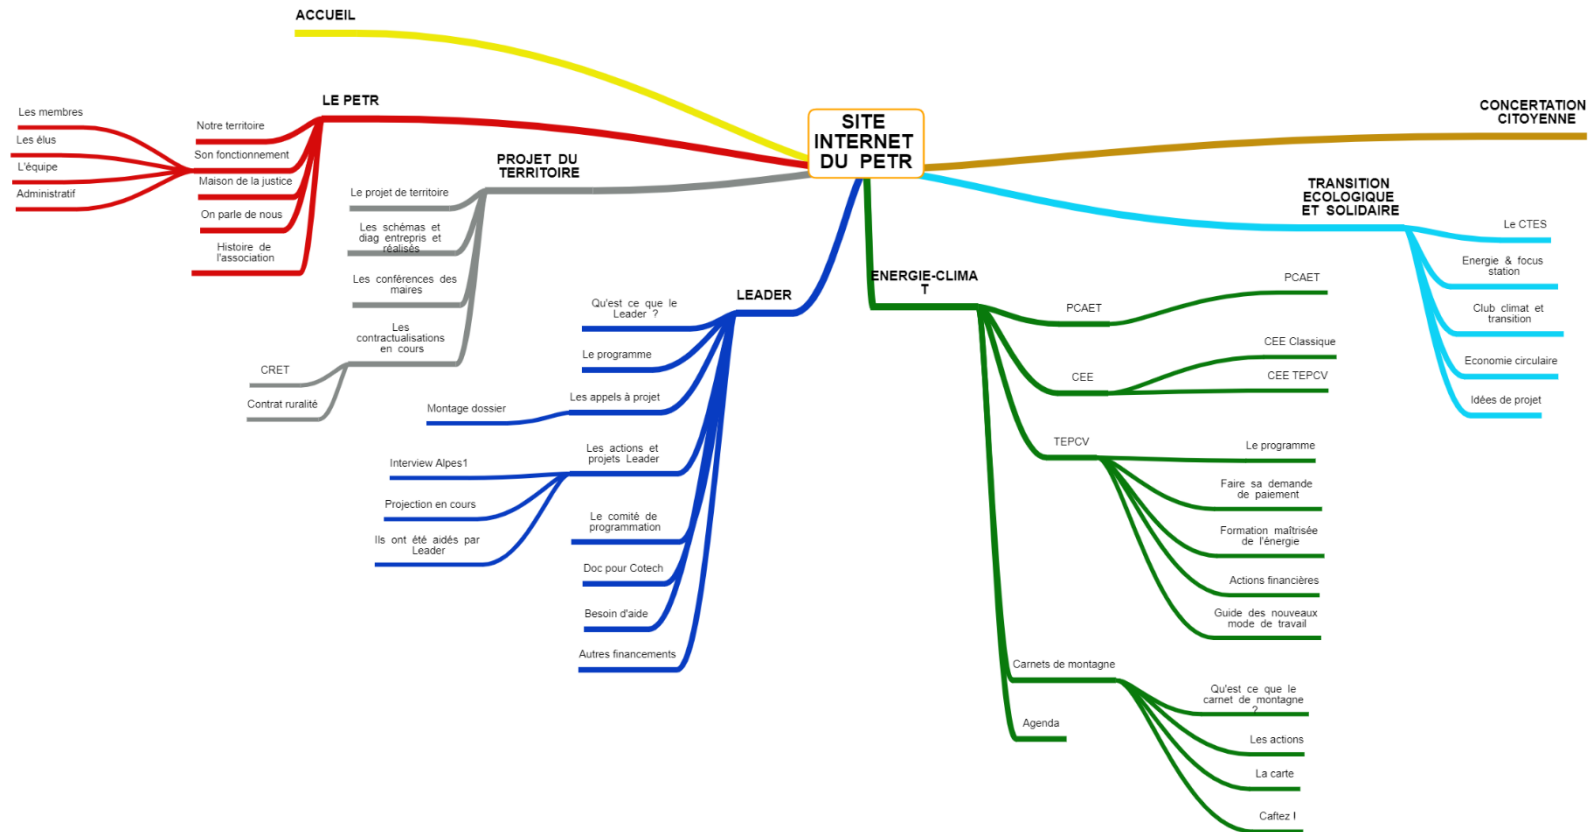 ACCUEIL
SITE
INTERNET
DU PETR
LE PETR
Les membres
Les élus
L'équipe
Administratif
Notre territoire
Son fonctionnement
Maison de la justice
On parle de nous
Histoire de
l'association
PROJET DU
TERRITOIRE
Le projet de territoire
Les schémas et
diag entrepris et
réalisés
Les conférences des
maires
Les
contractualisations
en cours
CRET
Contrat ruralité
LEADER
Qu'est ce que le
Leader ?
Le programme
Les appels à projet
Montage dossier
Les actions et
projets Leader
Interview Alpes1
Projection en cours
Ils ont été aidés par
Leader
Le comité de
programmation
Doc pour Cotech
Besoin d'aide
Autres financements
ENERGIE-CLIMA
T
PCAET
PCAET
CEE
CEE Classique
CEE TEPCV
TEPCV
Le programme
Faire sa demande
de paiement
Formation maîtrisée
de l'énergie
Actions financières
Guide des nouveaux
mode de travail
Carnets de montagne
Qu'est ce que le
carnet de montagne
?
Les actions
La carte
Caftez !
Agenda
TRANSITION
ECOLOGIQUE
ET SOLIDAIRE
Le CTES
Energie & focus
station
Club climat et
transition
Economie circulaire
Idées de projet
CONCERTATION
CITOYENNE